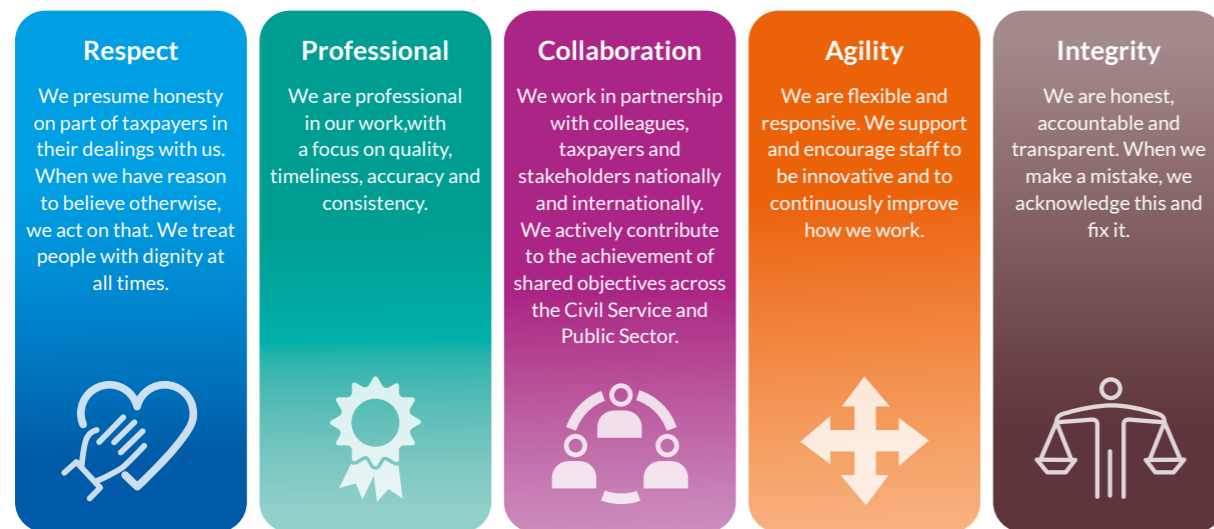 Respect
We presume honesty
on part of taxpayers in
their dealings with us.
When we have reason
to believe otherwise,
we act on that. We treat
people with dignity at
all times.
Professional
We are professional
in our work,with
a focus on quality,
timeliness, accuracy and
consistency.
Collaboration
We work in partnership
with colleagues,
taxpayers and
stakeholders nationally
and internationally.
We actively contribute
to the achievement of
shared objectives across
the Civil Service and
Public Sector.
Agility
We are flexible and
responsive. We support
and encourage staff to
be innovative and to
continuously improve
how we work.
Integrity
We are honest,
accountable and
transparent. When we
make a mistake, we
acknowledge this and
fix it.